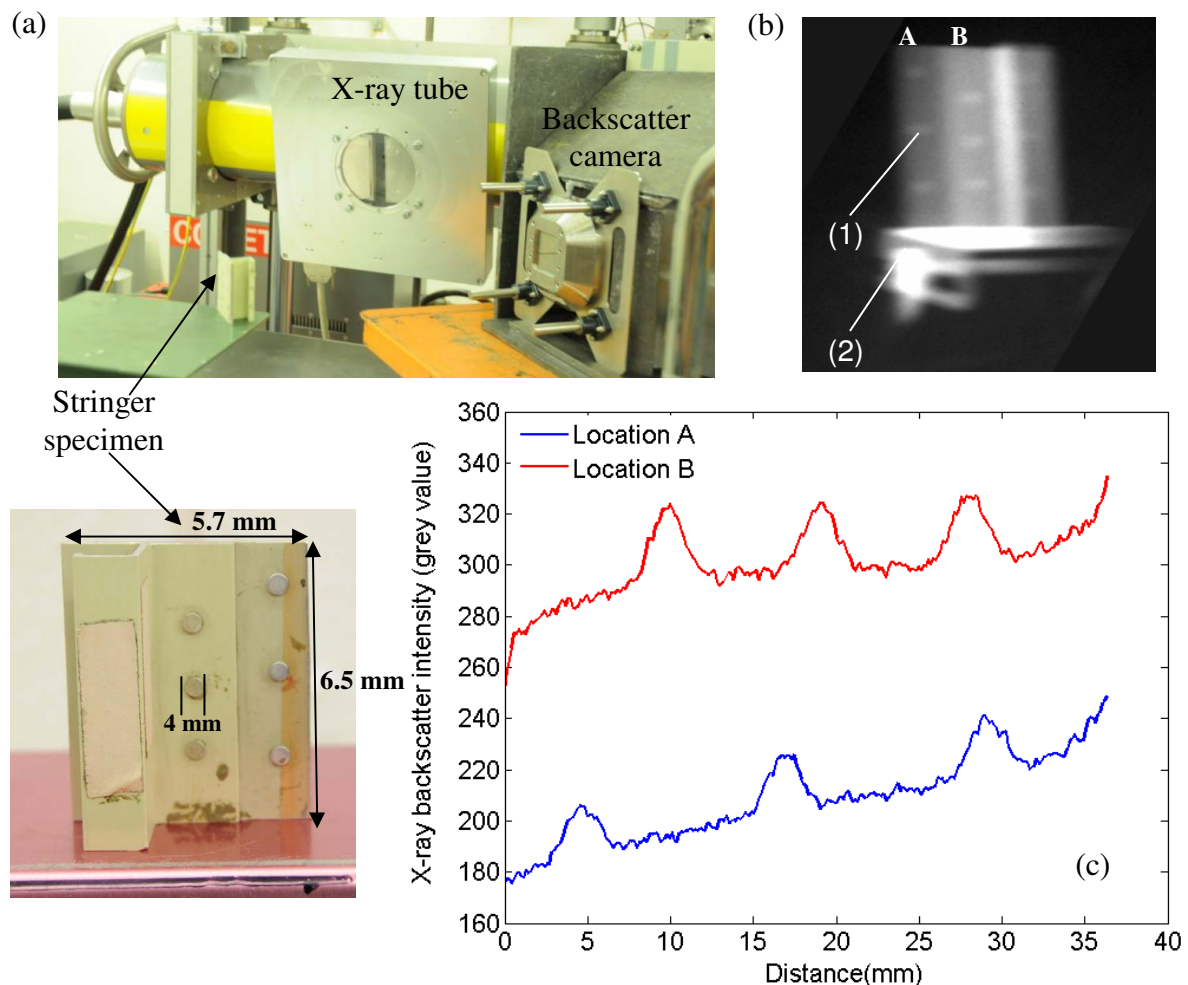 (a)
X-ray tube
Backscatter
camera
Stringer
specimen
5.7 mm
6.5 mm
4 mm
(b)
A
B
(1)
(2)
X-ray backscatter intensity (grey value)
360
340
320
300
280
260
240
220
200
180
160
Location A
Location B
(c)
0 5 10 15 20 25 30 35 40
Distance(mm)